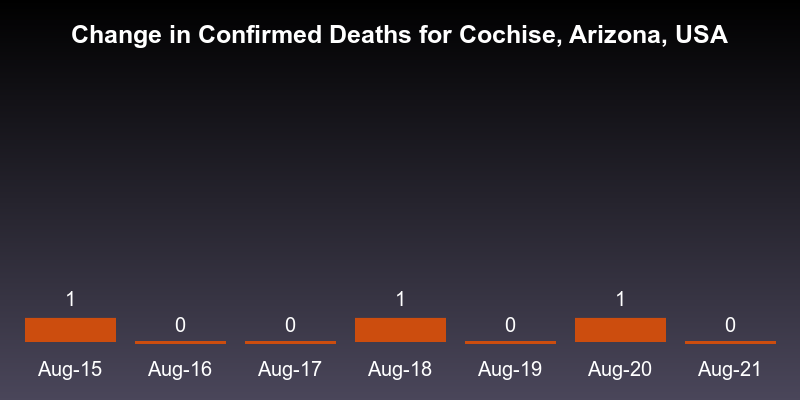 Change in Confirmed Deaths for Cochise, Arizona, USA
1 0 0 1 0 1 0
Aug-15 Aug-16 Aug-17 Aug-18 Aug-19 Aug-20 Aug-21